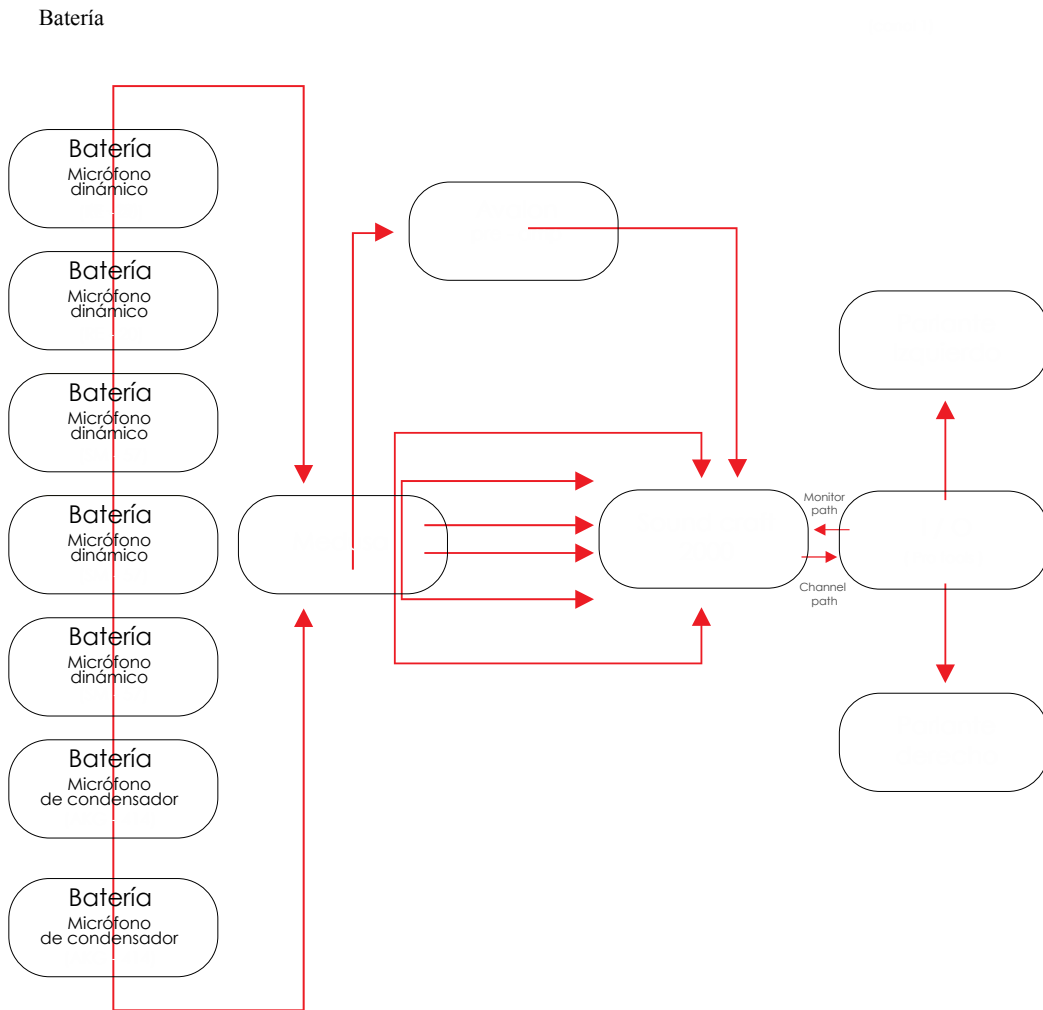 Batería
Batería
Micrófono
dinámico
Batería
Micrófono
dinámico
Batería
Micrófono
dinámico
Batería
Micrófono
dinámico
Batería
Micrófono
dinámico
Batería
Micrófono
de condensador
Batería
Micrófono
de condensador
Monitor
path
Channel
path